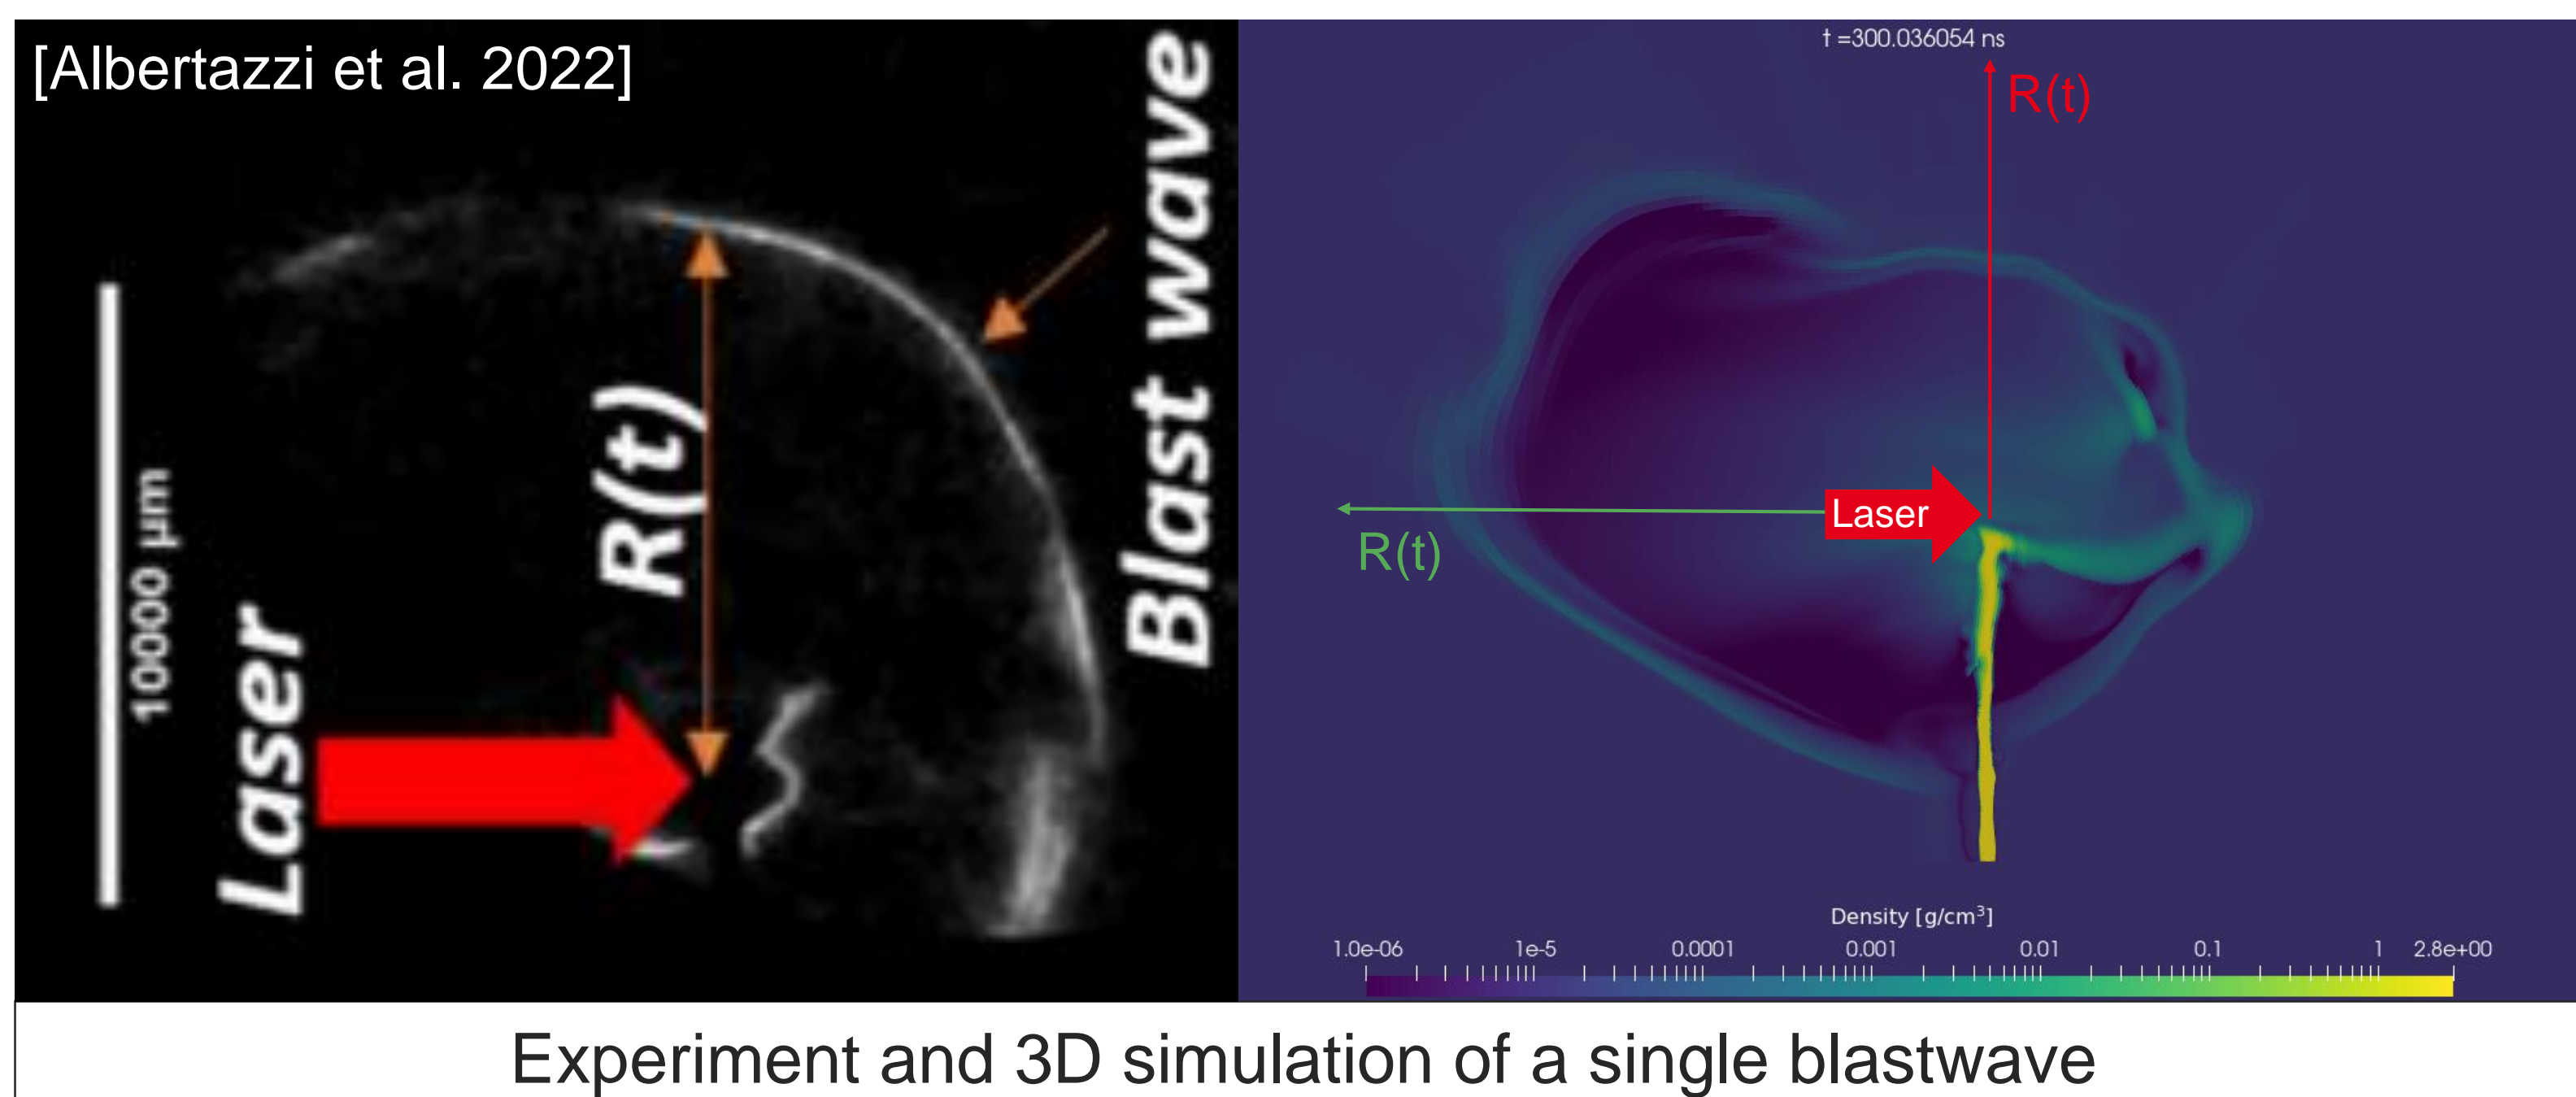 [Albertazzi et al. 2022]
10000 µm
Laser
R(t)
Blast wave
t =300.036054 ns
R(t)
Laser
R(t)
Density [g/cm³]
1.0e-06 1e-5 0.0001 0.001 0.01 0.1 1 2.8e+00
Experiment and 3D simulation of a single blastwave